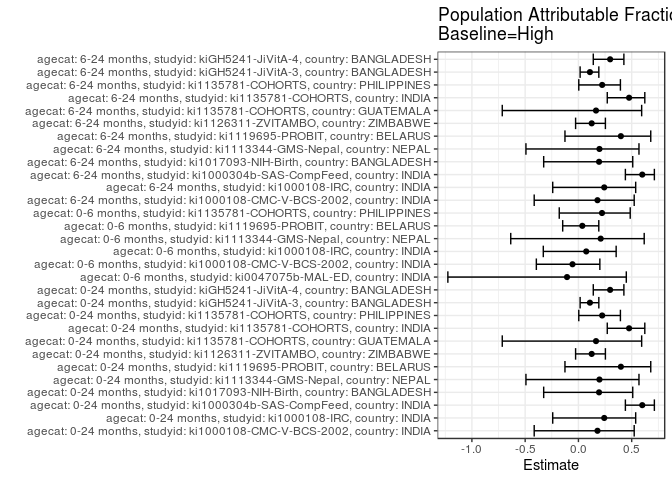 Population Attributable Fractio
Baseline=High
agecat: 6-24 months, studyid: kiGH5241-JiVitA-4, country: BANGLADESH
agecat: 6-24 months, studyid: kiGH5241-JiVitA-3, country: BANGLADESH
agecat: 6-24 months, studyid: ki1135781-COHORTS, country: PHILIPPINES
agecat: 6-24 months, studyid: ki1135781-COHORTS, country: INDIA
agecat: 6-24 months, studyid: ki1135781-COHORTS, country: GUATEMALA
agecat: 6-24 months, studyid: ki1126311-ZVITAMBO, country: ZIMBABWE
agecat: 6-24 months, studyid: ki1119695-PROBIT, country: BELARUS
agecat: 6-24 months, studyid: ki1113344-GMS-Nepal, country: NEPAL
agecat: 6-24 months, studyid: ki1017093-NIH-Birth, country: BANGLADESH
agecat: 6-24 months, studyid: ki1000304b-SAS-CompFeed, country: INDIA
agecat: 6-24 months, studyid: ki1000108-IRC, country: INDIA
agecat: 6-24 months, studyid: ki1000108-CMC-V-BCS-2002, country: INDIA
agecat: 0-6 months, studyid: ki1135781-COHORTS, country: PHILIPPINES
agecat: 0-6 months, studyid: ki1119695-PROBIT, country: BELARUS
agecat: 0-6 months, studyid: ki1113344-GMS-Nepal, country: NEPAL
agecat: 0-6 months, studyid: ki1000108-IRC, country: INDIA
agecat: 0-6 months, studyid: ki1000108-CMC-V-BCS-2002, country: INDIA
agecat: 0-6 months, studyid: ki0047075b-MAL-ED, country: INDIA
agecat: 0-24 months, studyid: kiGH5241-JiVitA-4, country: BANGLADESH
agecat: 0-24 months, studyid: kiGH5241-JiVitA-3, country: BANGLADESH
agecat: 0-24 months, studyid: ki1135781-COHORTS, country: PHILIPPINES
agecat: 0-24 months, studyid: ki1135781-COHORTS, country: INDIA
agecat: 0-24 months, studyid: ki1135781-COHORTS, country: GUATEMALA
agecat: 0-24 months, studyid: ki1126311-ZVITAMBO, country: ZIMBABWE
agecat: 0-24 months, studyid: ki1119695-PROBIT, country: BELARUS
agecat: 0-24 months, studyid: ki1113344-GMS-Nepal, country: NEPAL
agecat: 0-24 months, studyid: ki1017093-NIH-Birth, country: BANGLADESH
agecat: 0-24 months, studyid: ki1000304b-SAS-CompFeed, country: INDIA
agecat: 0-24 months, studyid: ki1000108-IRC, country: INDIA
agecat: 0-24 months, studyid: ki1000108-CMC-V-BCS-2002, country: INDIA
-1.0 -0.5 0.0 0.5
Estimate